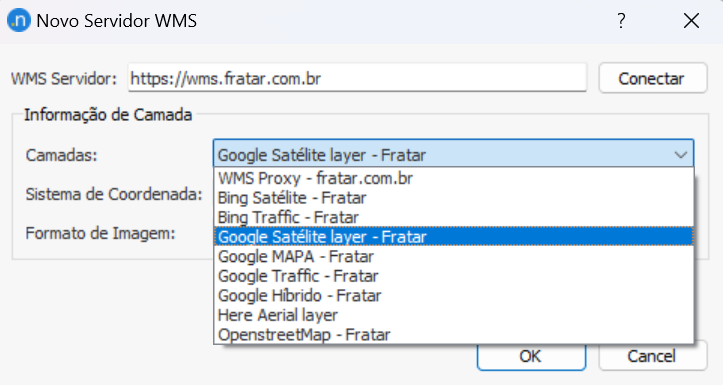 .n Novo Servidor WMS ?
WMS Servidor: https://wms.fratar.com.br Conectar
Informação de Camada
Camadas: Google Satélite layer - Fratar
WMS Proxy - fratar.com.br
Sistema de Coordenada: Bing Satélite - Fratar
Bing Traffic - Fratar
Formato de Imagem: Google Satélite layer - Fratar
Google MAPA - Fratar
Google Traffic - Fratar
Google Híbrido - Fratar
Here Aerial layer
OpenstreetMap - Fratar
OK Cancel